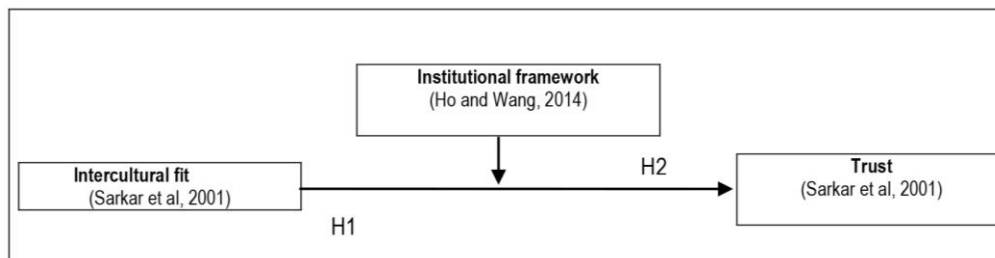 Institutional framework
(Ho and Wang, 2014)
Intercultural fit
(Sarkar et al, 2001)
H1
H2
Trust
(Sarkar et al, 2001)